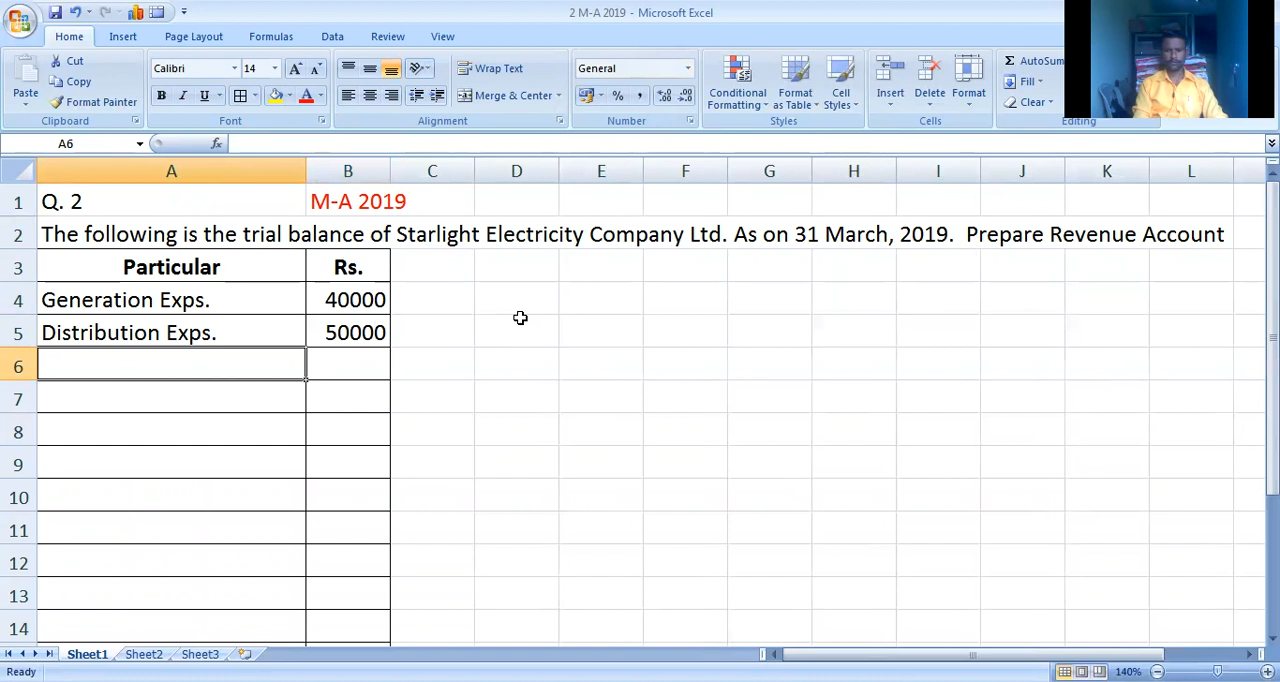 2 M-A 2019 - Microsoft Excel
Home Insert Page Layout Formulas Data Review View
Paste
Cut
Copy
Format Painter
Clipboard
Calibri 14
B I U
Font
Wrap Text
Merge & Center
Alignment
General
% ,
Number
Conditional Formatting
Format as Table
Cell Styles
Styles
Insert
Delete
Format
Cells
Σ AutoSum
Fill
Clear
Editing
A6
fx
A B C D E F G H I J K L
1 Q. 2 M-A 2019
2 The following is the trial balance of Starlight Electricity Company Ltd. As on 31 March, 2019. Prepare Revenue Account
3 Particular Rs.
4 Generation Exps. 40000
5 Distribution Exps. 50000
6
7
8
9
10
11
12
13
14
Sheet1 Sheet2 Sheet3
Ready
140%